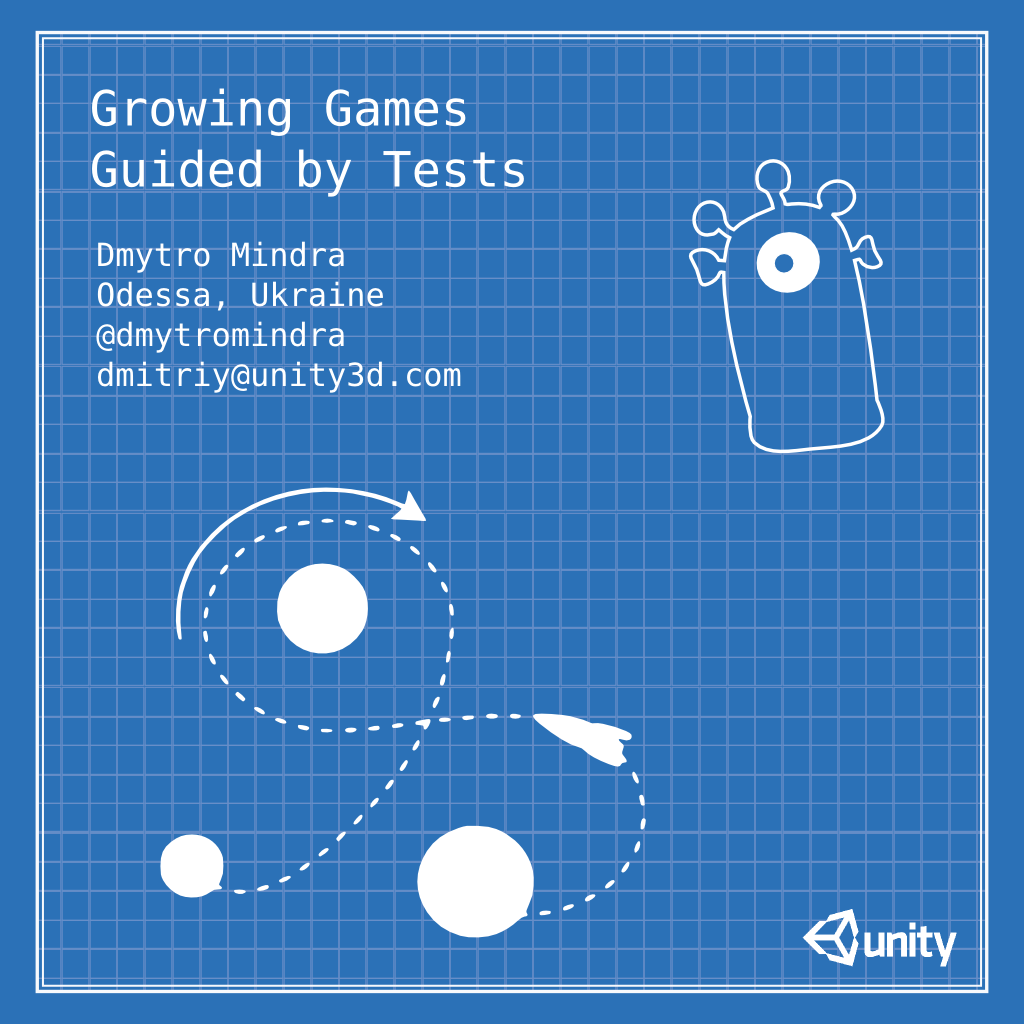 Growing Games
Guided by Tests
Dmytro Mindra
Odessa, Ukraine
@dmytromindra
dmitriy@unity3d.com
unity